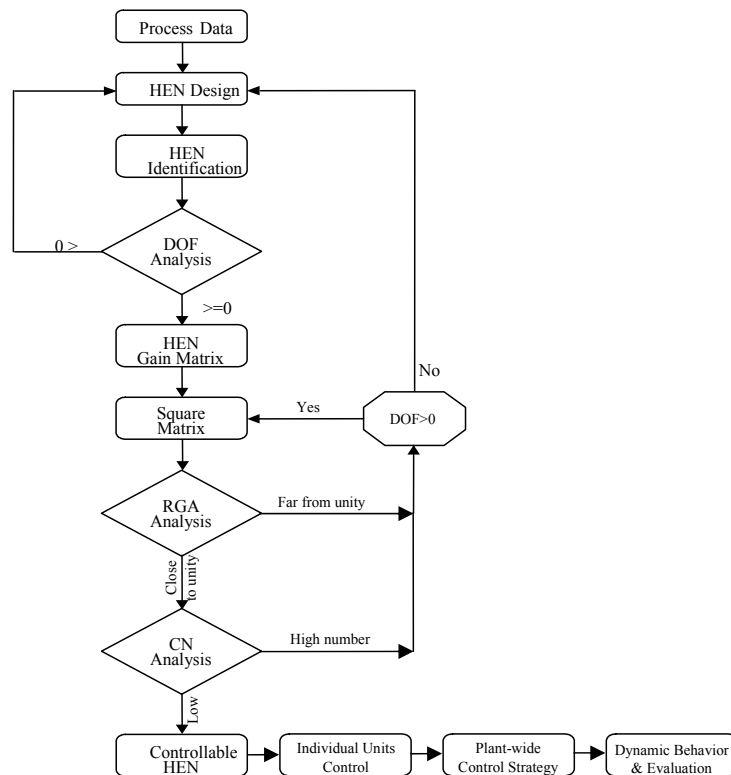 Process Data
HEN Design
HEN
Identification
0 >
DOF
Analysis
>=0
HEN
Gain Matrix
No
Yes
DOF>0
Square
Matrix
RGA
Analysis
Far from unity
Close
to unity
CN
Analysis
High number
Low
Controllable
HEN
Individual Units
Control
Plant-wide
Control Strategy
Dynamic Behavior
& Evaluation